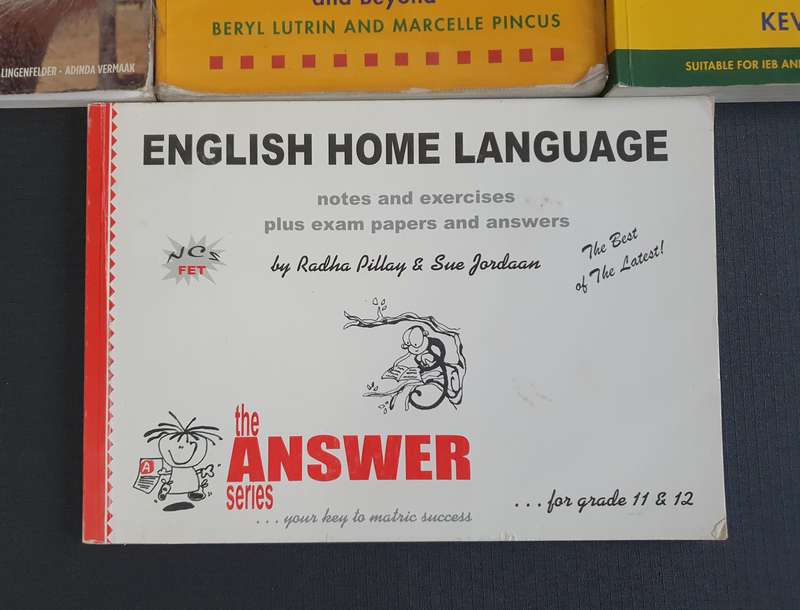 and Beyond
BERYL LUTRIN AND MARCELLE PINCUS
LINGENFELDER - ADINDA VERMAAK
KEV
SUITABLE FOR IEB AN
ENGLISH HOME LANGUAGE
notes and exercises
plus exam papers and answers
NCS
FET
by Radha Pillay & Sue Jordaan
The Best
of The Latest!
A
the
ANSWER
series
. . . your key to matric success
. . . for grade 11 & 12